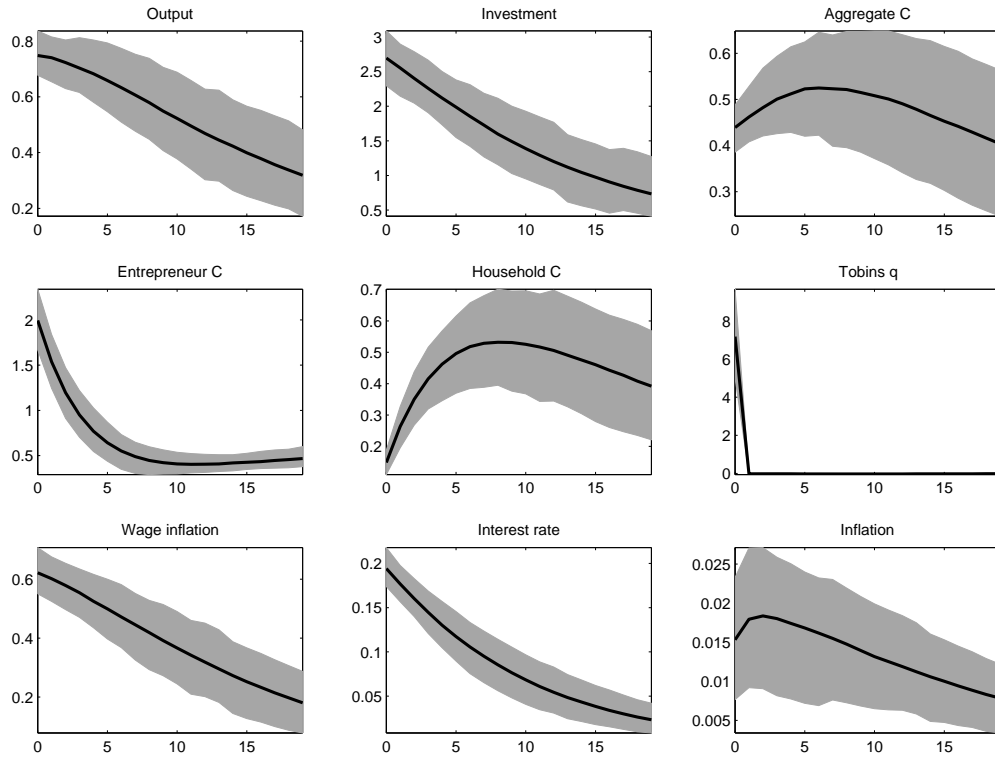 Output
Investment
Aggregate C
0.8
0.6
0.4
0.2
0 5 10 15
3
2.5
2
1.5
1
0.5
0 5 10 15
0.6
0.5
0.4
0.3
0 5 10 15
Entrepreneur C
Household C
Tobins q
2
1.5
1
0.5
0 5 10 15
0.7
0.6
0.5
0.4
0.3
0.2
0 5 10 15
8
6
4
2
0
0 5 10 15
Wage inflation
Interest rate
Inflation
0.6
0.4
0.2
0 5 10 15
0.2
0.15
0.1
0.05
0 5 10 15
0.025
0.02
0.015
0.01
0.005
0 5 10 15